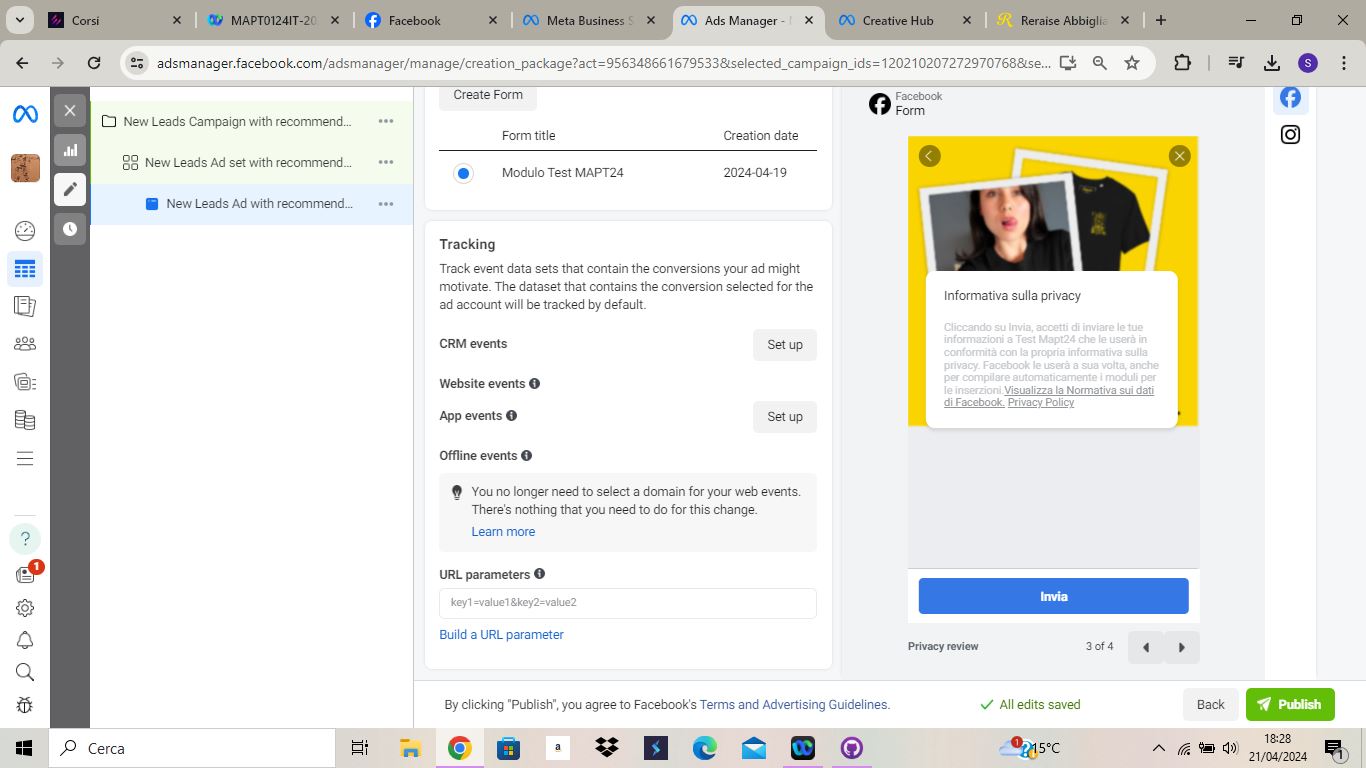 Corsi
MAPT0124IT-20
Facebook
Meta Business S
Ads Manager -
Creative Hub
Reraise Abbiglia
adsmanager.facebook.com/adsmanager/manage/creation_package?act=956348661679533&selected_campaign_ids=120210207272970768&se...
S
New Leads Campaign with recommend...
New Leads Ad set with recommend...
New Leads Ad with recommend...
1
Create Form
Form title
Creation date
Modulo Test MAPT24
2024-04-19
Tracking
Track event data sets that contain the conversions your ad might
motivate. The dataset that contains the conversion selected for the
ad account will be tracked by default.
CRM events
Set up
Website events
App events
Set up
Offline events
You no longer need to select a domain for your web events.
There's nothing that you need to do for this change.
Learn more
URL parameters
key1=value1&key2=value2
Build a URL parameter
Facebook
Form
Informativa sulla privacy
Cliccando su Invia, accetti di inviare le tue
informazioni a Test Mapt24 che le userà in
conformità con la propria informativa sulla
privacy. Facebook le userà a sua volta, anche
per compilare automaticamente i moduli per
le inserzioni.Visualizza la Normativa sui dati
di Facebook. Privacy Policy
Invia
Privacy review
3 of 4
By clicking "Publish", you agree to Facebook's Terms and Advertising Guidelines.
All edits saved
Back
Publish
Cerca
a
1
15°C
18:28
21/04/2024
1